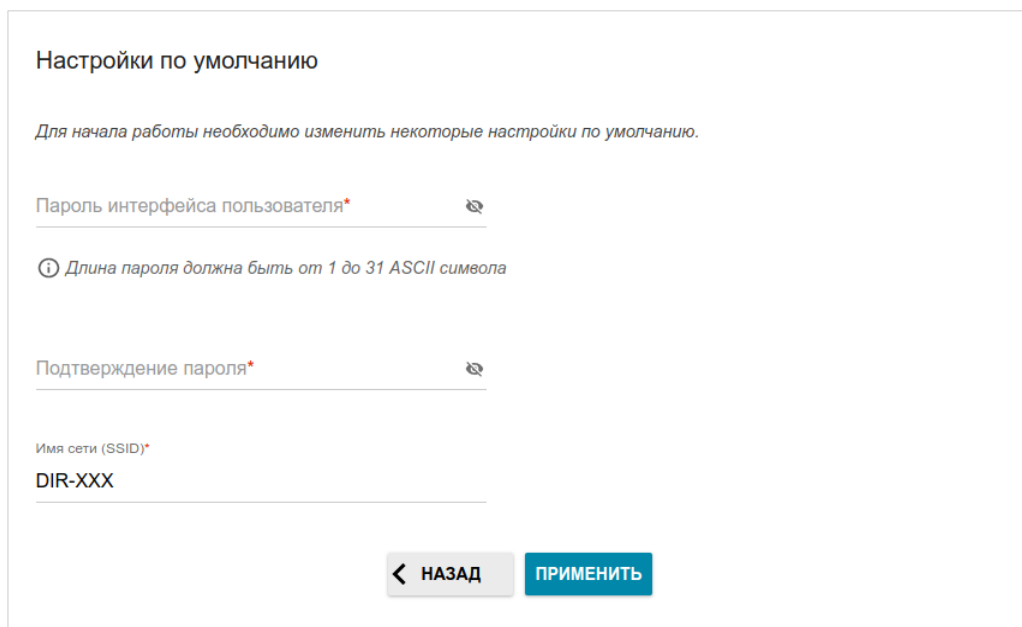 Настройки по умолчанию
Для начала работы необходимо изменить некоторые настройки по умолчанию.
Пароль интерфейса пользователя*
Длина пароля должна быть от 1 до 31 ASCII символа
Подтверждение пароля*
Имя сети (SSID)*
DIR-XXX
НАЗАД ПРИМЕНИТЬ